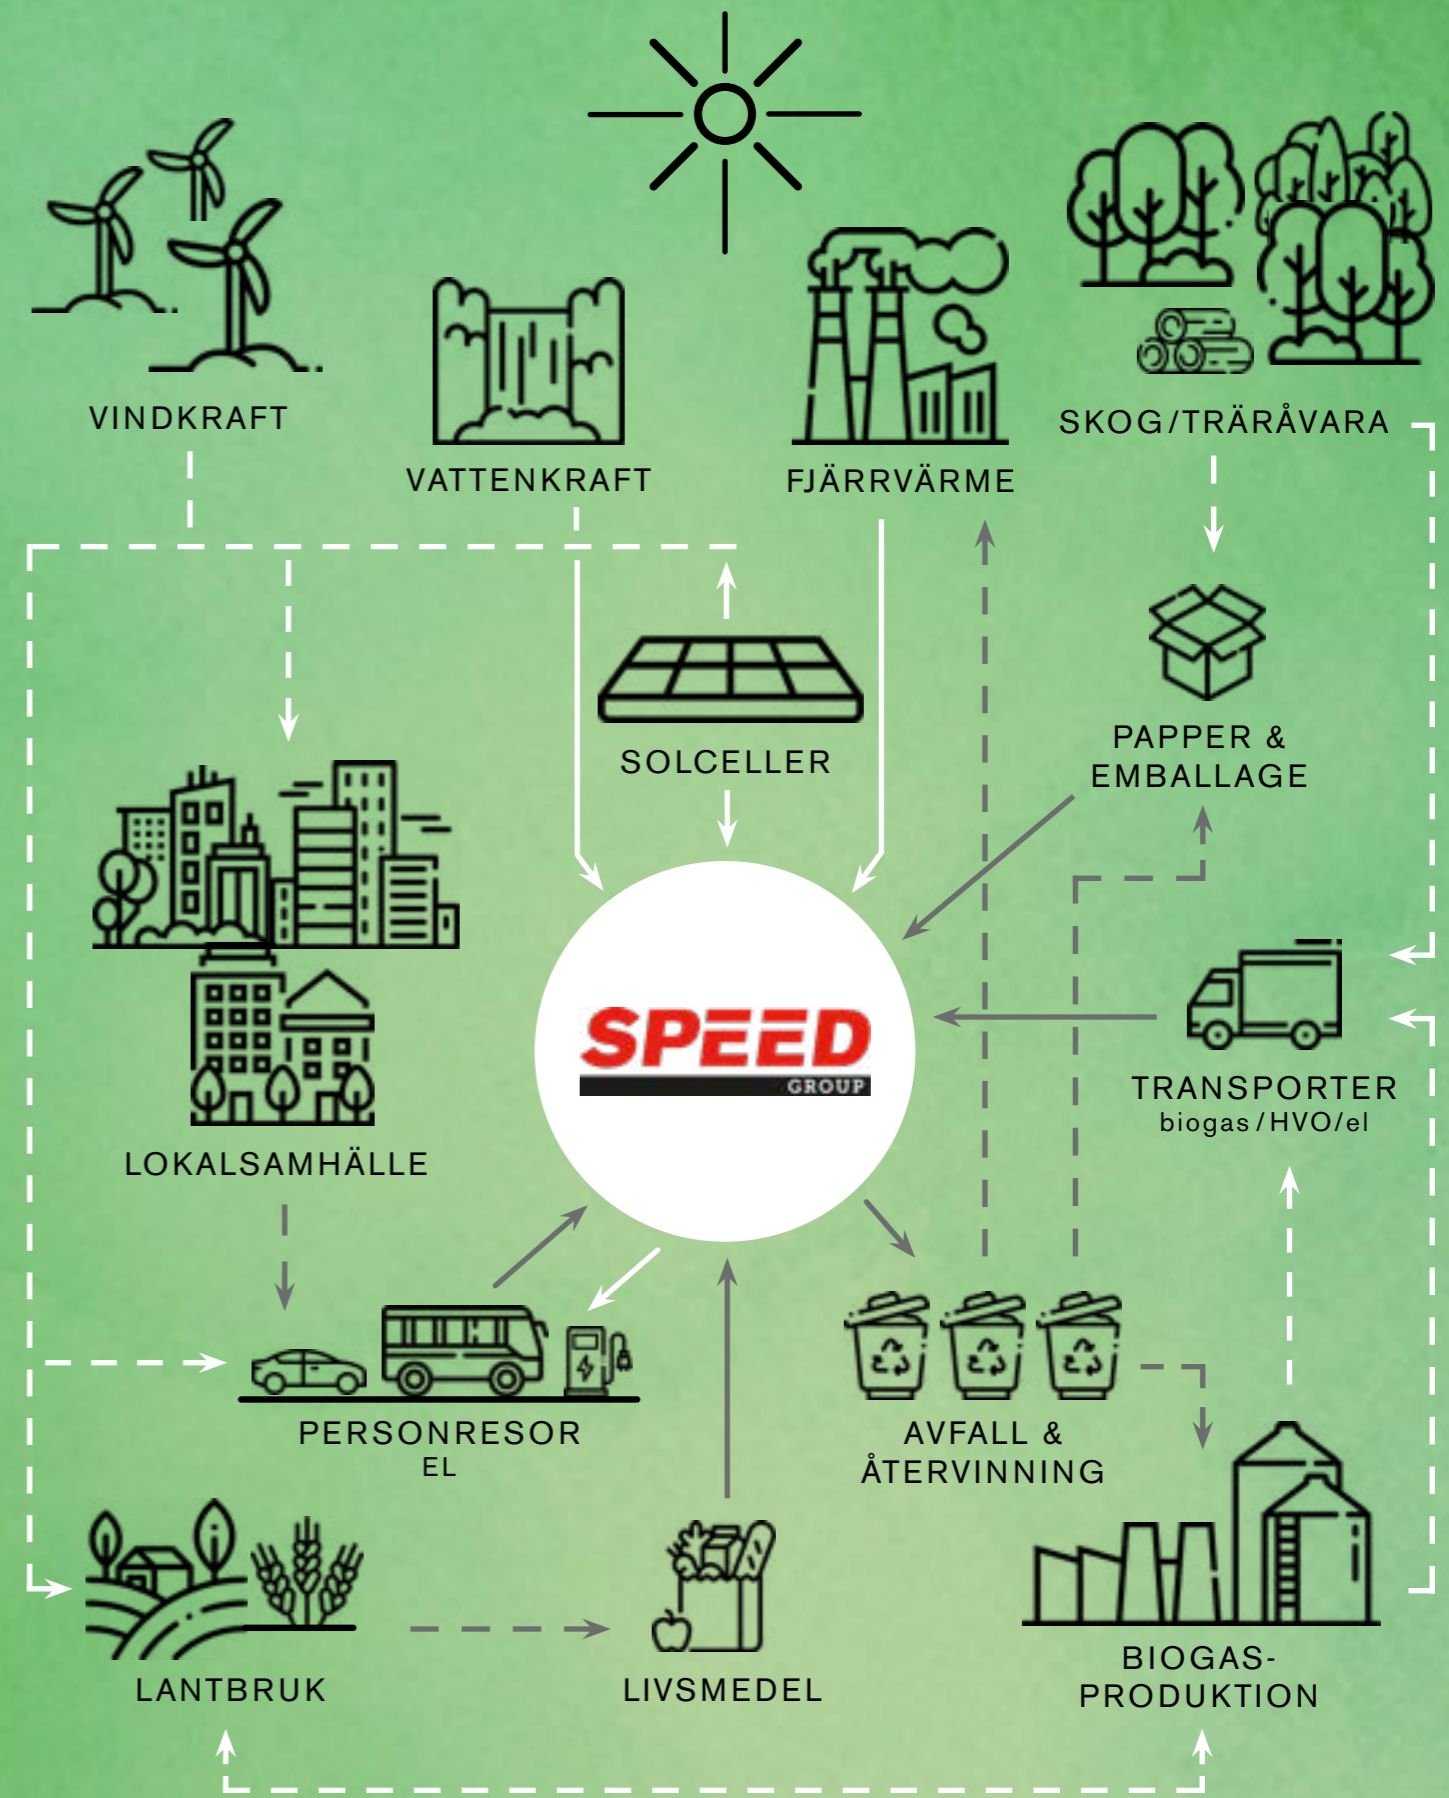 VINDKRAFT
VATTENKRAFT
FJÄRRVÄRME
SKOG/TRÄRÅVARA
SOLCELLER
PAPPER &
EMBALLAGE
SPEED
GROUP
TRANSPORTER
biogas/HVO/el
LOKALSAMHÄLLE
PERSONRESOR
EL
AVFALL &
ÅTERVINNING
LANTBRUK
LIVSMEDEL
BIOGAS-
PRODUKTION